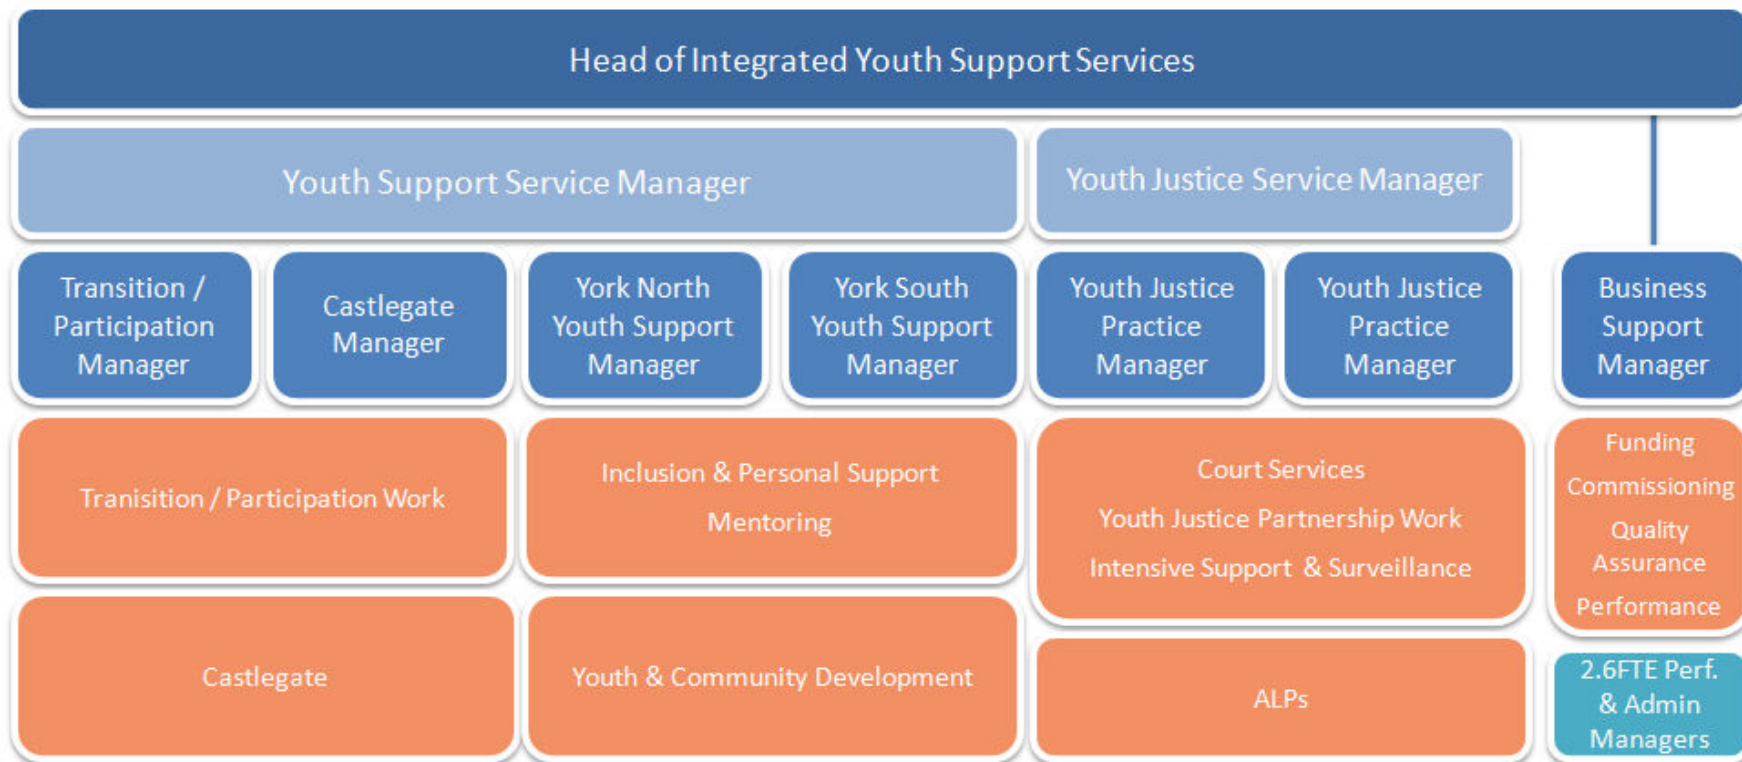 Head of Integrated Youth Support Services
Youth Support Service Manager
Youth Justice Service Manager
Transition /
Participation
Manager
Castlegate
Manager
York North
Youth Support
Manager
York South
Youth Support
Manager
Youth Justice
Practice
Manager
Youth Justice
Practice
Manager
Business
Support
Manager
Tranisition / Participation Work
Inclusion & Personal Support
Mentoring
Court Services
Youth Justice Partnership Work
Intensive Support & Surveillance
Funding
Commissioning
Quality
Assurance
Performance
Castlegate
Youth & Community Development
ALPs
2.6FTE Perf.
& Admin
Managers